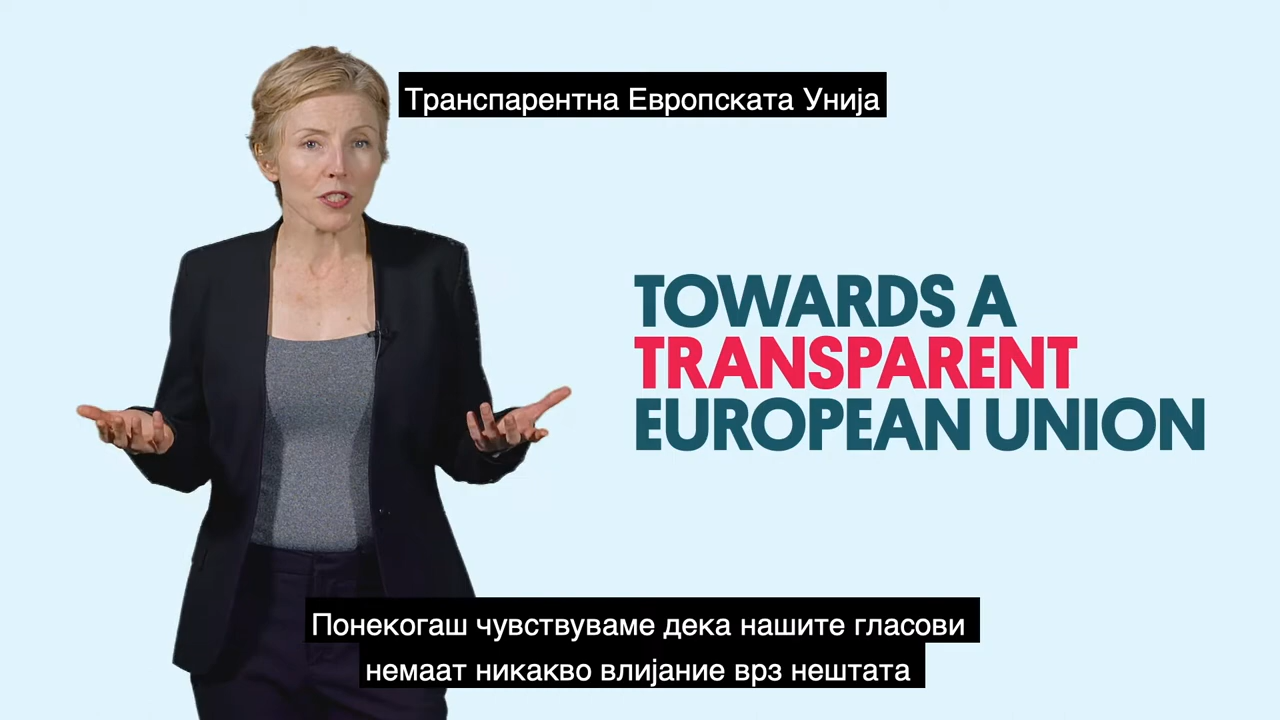 Транспарентна Европската Унија
TOWARDS A
TRANSPARENT
EUROPEAN UNION
Понекогаш чувствуваме дека нашите гласови
немаат никакво влијание врз нештата